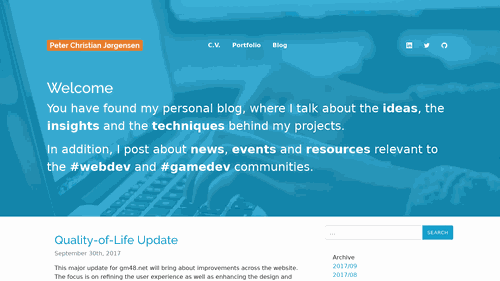 Peter Christian Jørgensen
C.V. Portfolio Blog
Welcome
You have found my personal blog, where I talk about the ideas, the
insights and the techniques behind my projects.
In addition, I post about news, events and resources relevant to
the #webdev and #gamedev communities.
Quality-of-Life Update
September 30th, 2017
This major update for gm48.net will bring about improvements across the website.
The focus is on refining the user experience as well as enhancing the design and
... SEARCH
Archive
2017/09
2017/08